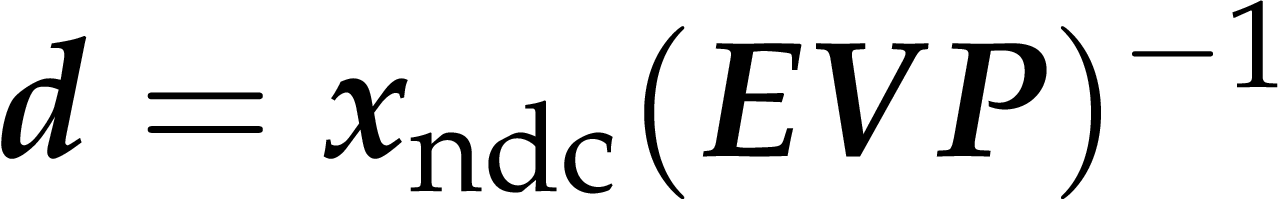 d = x_ndc(EVP)^−1